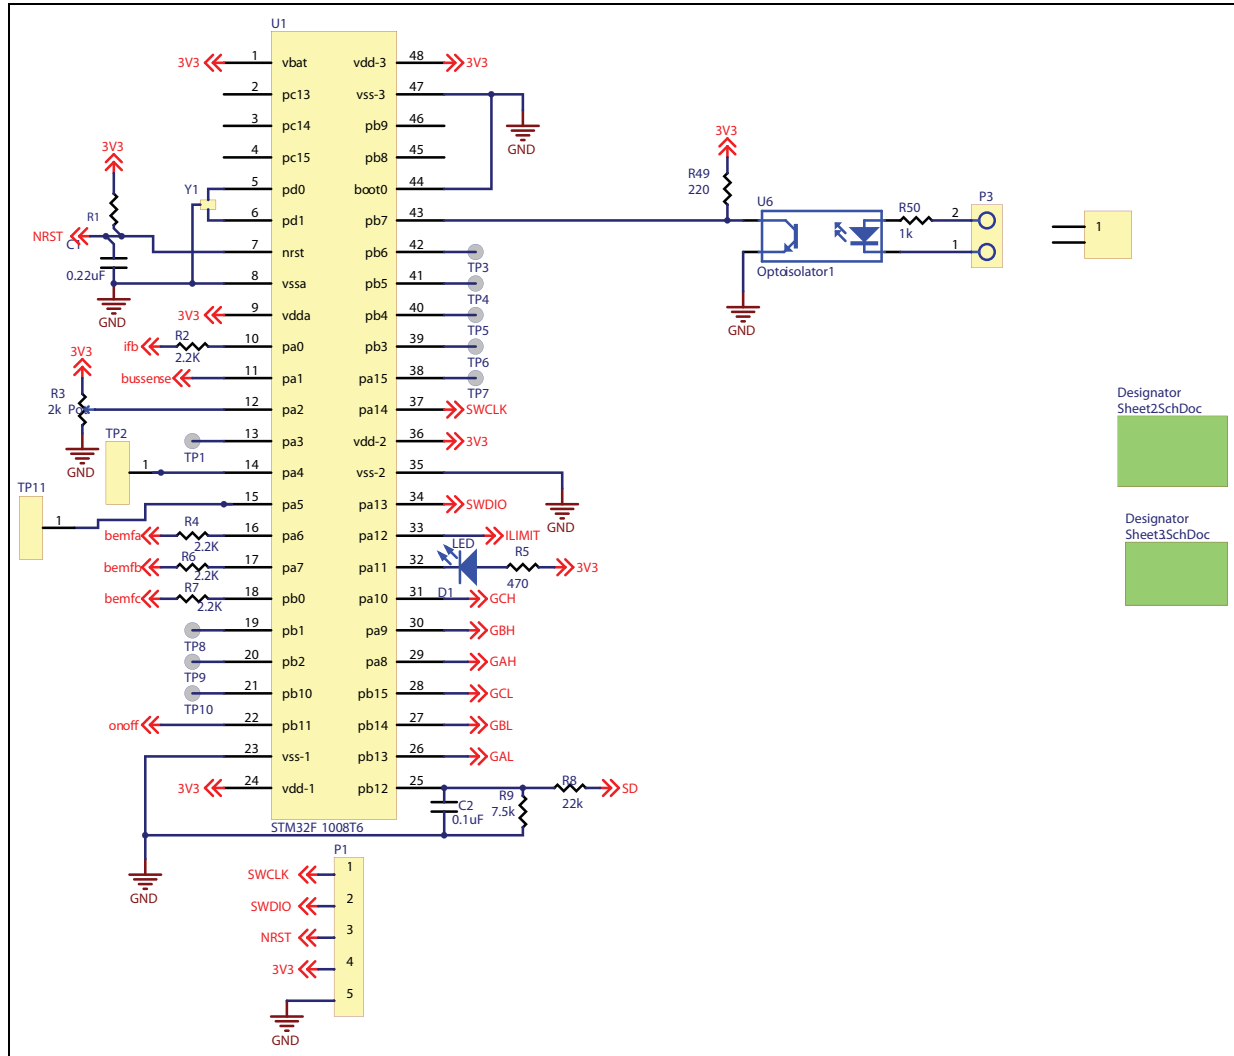 U1
3V3 1 vbat vdd-3 48 3V3
2 pc13 vss-3 47
3 pc14 pb9 46
GND
4 pc15 pb8 45
3V3
3V3
Y1 5 pd0 boot0 44
R49
220
U6
P3
R1
6 pd1 pb7 43
R50
1k
2
1
1
NRST
C1
7 nrst pb6 42
TP3
0.22uF
8 vssa pb5 41
TP4
Optoisolator1
GND
GND
3V3 9 vdda pb4 40
TP5
ifb R2 2.2K 10 pa0 pb3 39
TP6
3V3
bussense 11 pa1 pa15 38
TP7
R3
2k Pot
12 pa2 pa14 37 SWCLK
Designator
Sheet2SchDoc
GND
TP2
TP1 13 pa3 vdd-2 36 3V3
1 14 pa4 vss-2 35
GND
TP11
1
15 pa5 pa13 34 SWDIO
Designator
Sheet3SchDoc
bemfa R4 2.2K 16 pa6 pa12 33 ILIMIT
LED
D1
bemfb R6 2.2K 17 pa7 pa11 32 R5 470 3V3
bemfc R7 2.2K 18 pb0 pa10 31 GCH
TP8 19 pb1 pa9 30 GBH
TP9 20 pb2 pa8 29 GAH
TP10 21 pb10 pb15 28 GCL
onoff 22 pb11 pb14 27 GBL
23 vss-1 pb13 26 GAL
3V3 24 vdd-1 pb12 25 R8 22k SD
C2
0.1uF
R9
7.5k
STM32F 1008T6
GND
P1
SWCLK 1
SWDIO 2
NRST 3
3V3 4
5
GND